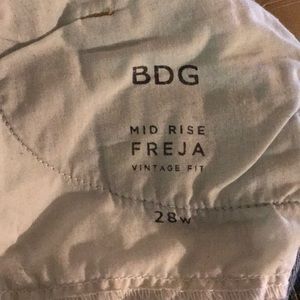 BDG
MID RISE
FREJA
VINTAGE FIT
28W